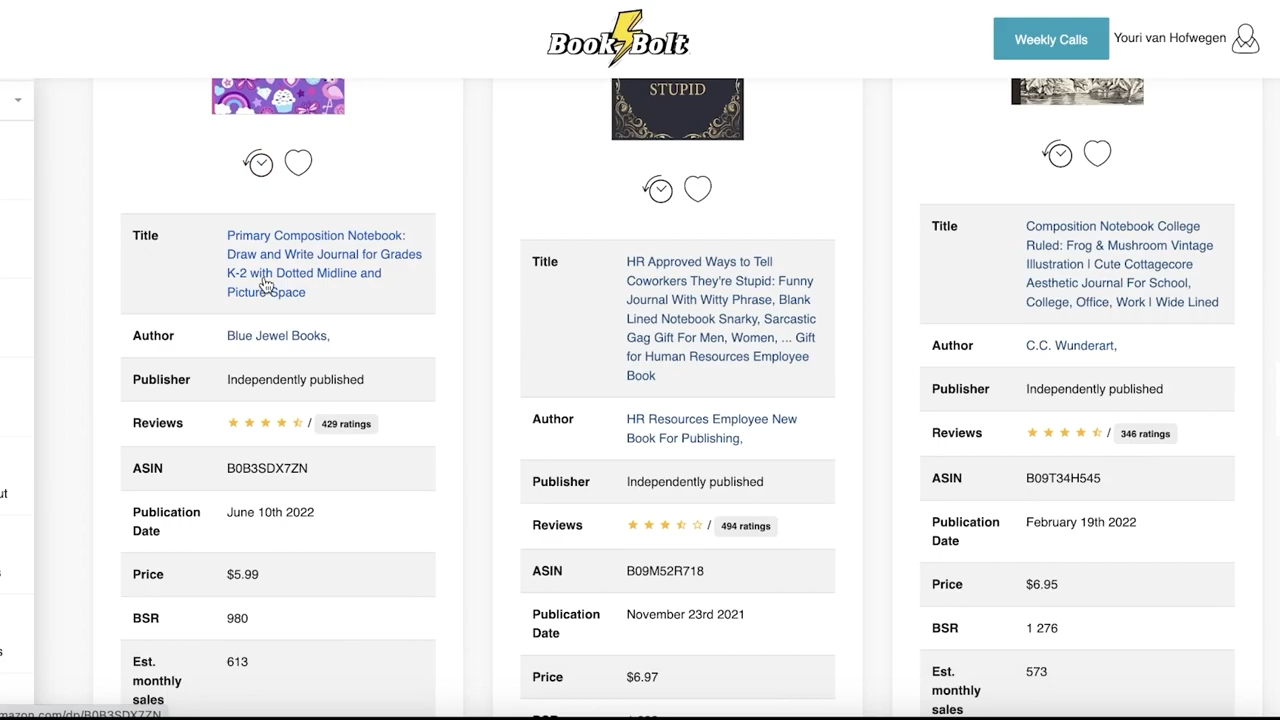 Book Bolt
Weekly Calls
Youri van Hofwegen
STUPID
Title
Primary Composition Notebook:
Draw and Write Journal for Grades
K-2 with Dotted Midline and
Picture Space
Author
Blue Jewel Books,
Publisher
Independently published
Reviews
/ 429 ratings
ASIN
B0B3SDX7ZN
Publication
Date
June 10th 2022
Price
$5.99
BSR
980
Est.
monthly
sales
613
Title
HR Approved Ways to Tell
Coworkers They're Stupid: Funny
Journal With Witty Phrase, Blank
Lined Notebook Snarky, Sarcastic
Gag Gift For Men, Women, ... Gift
for Human Resources Employee
Book
Author
HR Resources Employee New
Book For Publishing,
Publisher
Independently published
Reviews
/ 494 ratings
ASIN
B09M52R718
Publication
Date
November 23rd 2021
Price
$6.97
Title
Composition Notebook College
Ruled: Frog & Mushroom Vintage
Illustration | Cute Cottagecore
Aesthetic Journal For School,
College, Office, Work | Wide Lined
Author
C.C. Wunderart,
Publisher
Independently published
Reviews
/ 346 ratings
ASIN
B09T34H545
Publication
Date
February 19th 2022
Price
$6.95
BSR
1 276
Est.
monthly
sales
573